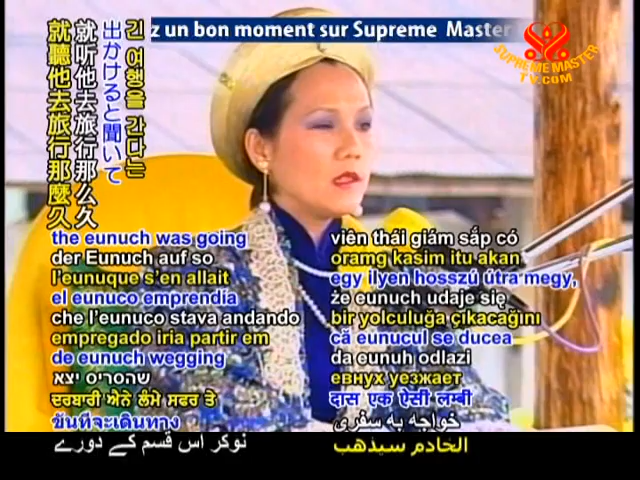 z un bon moment sur Supreme Master
SUPREME MASTER
TV.COM
긴 여행을 간다는
出かけると聞いて
就听他去旅行那么久
就聽他去旅行那麼久
the eunuch was going
der Eunuch auf so
l'eunuque s'en allait
el eunuco emprendía
che l'eunuco stava andando
empregado iria partir em
de eunuch wegging
שהסריס יצא
ਦਰਬਾਰੀ ਐਨੇ ਲੰਮੇ ਸਫਰ ਤੇ
ขันทีจะเดินทาง
نوکر اس قسم کے دورے
viên thái giám sắp có
orang kasim itu akan
egy ilyen hosszú útra megy,
że eunuch udaje się
bir yolculuğa çıkacağını
că eunucul se ducea
da eunuh odlazi
евнух уезжает
दास एक ऐसी लम्बी
خواجه به سفری
الخادم سيذهب